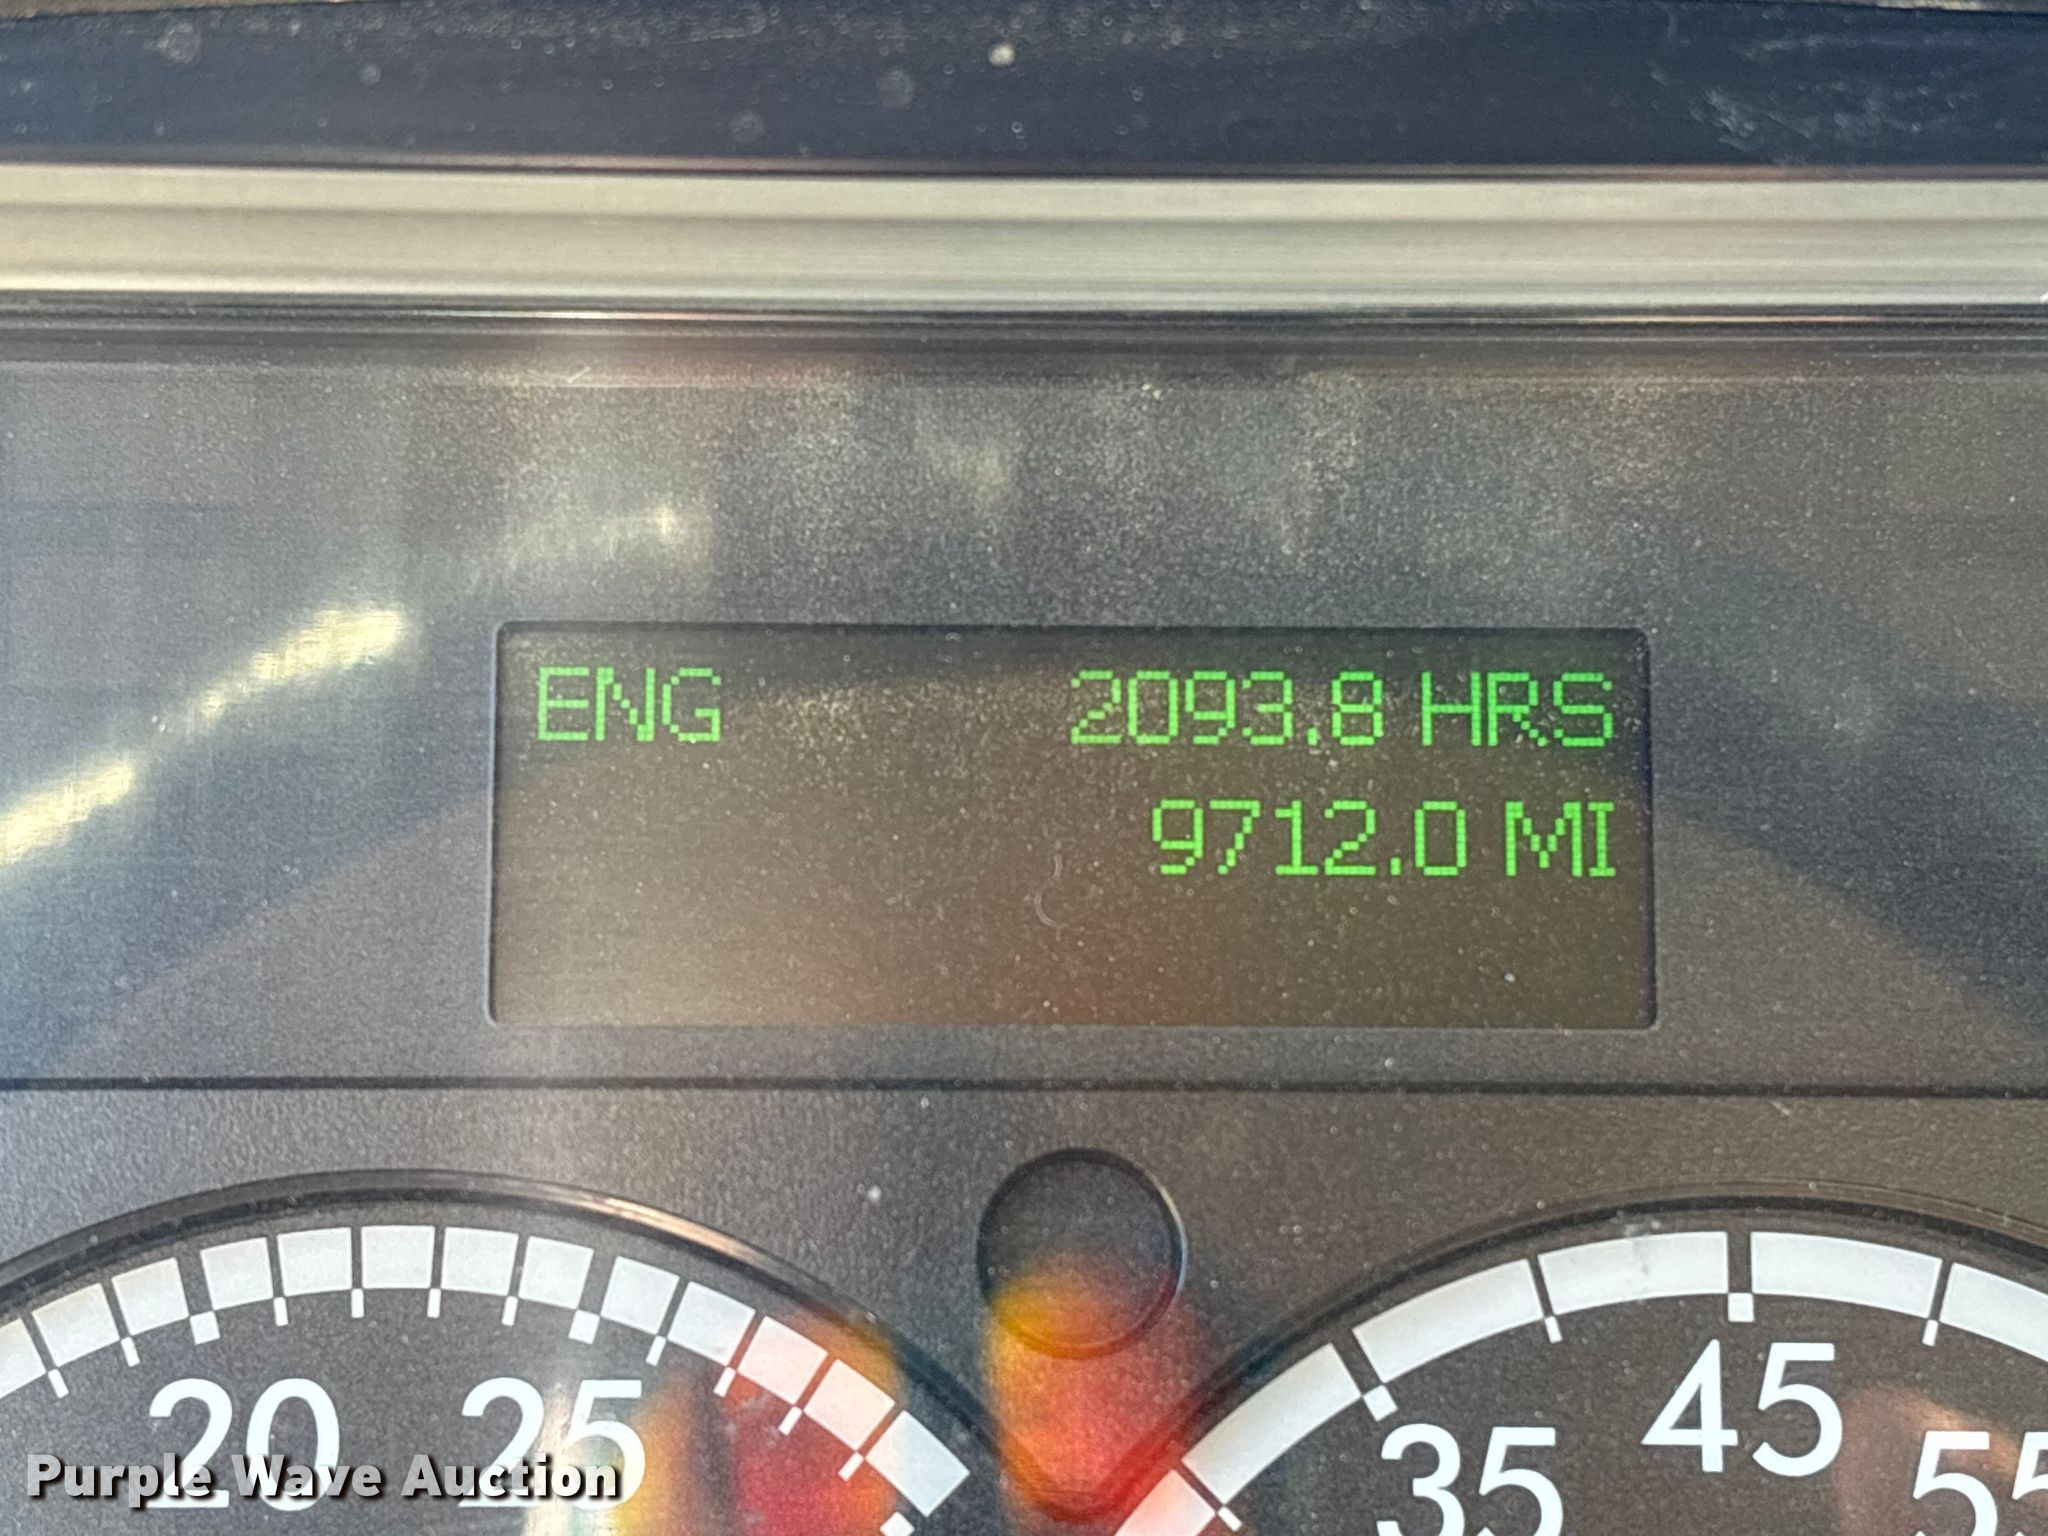 ENG 2093.8 HRS
9712.0 MI
20 25
35 45 55
Purple Wave Auction